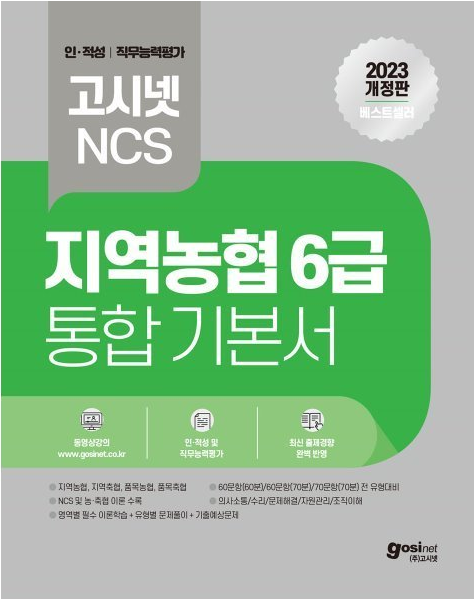 인·적성 | 직무능력평가
고시넷
NCS
2023
개정판
베스트셀러
지역농협 6급
통합 기본서
동영상강의
www.gosinet.co.kr
인·적성 및
직무능력평가
최신 출제경향
완벽 반영
● 지역농협, 지역축협, 품목농협, 품목축협
● NCS 및 농·축협 이론 수록
● 영역별 필수 이론학습 + 유형별 문제풀이 + 기출예상문제
● 60문항(60분)/60문항(70분)/70문항(70분) 전 유형대비
● 의사소통/수리/문제해결/자원관리/조직이해
gosinet
(주)고시넷